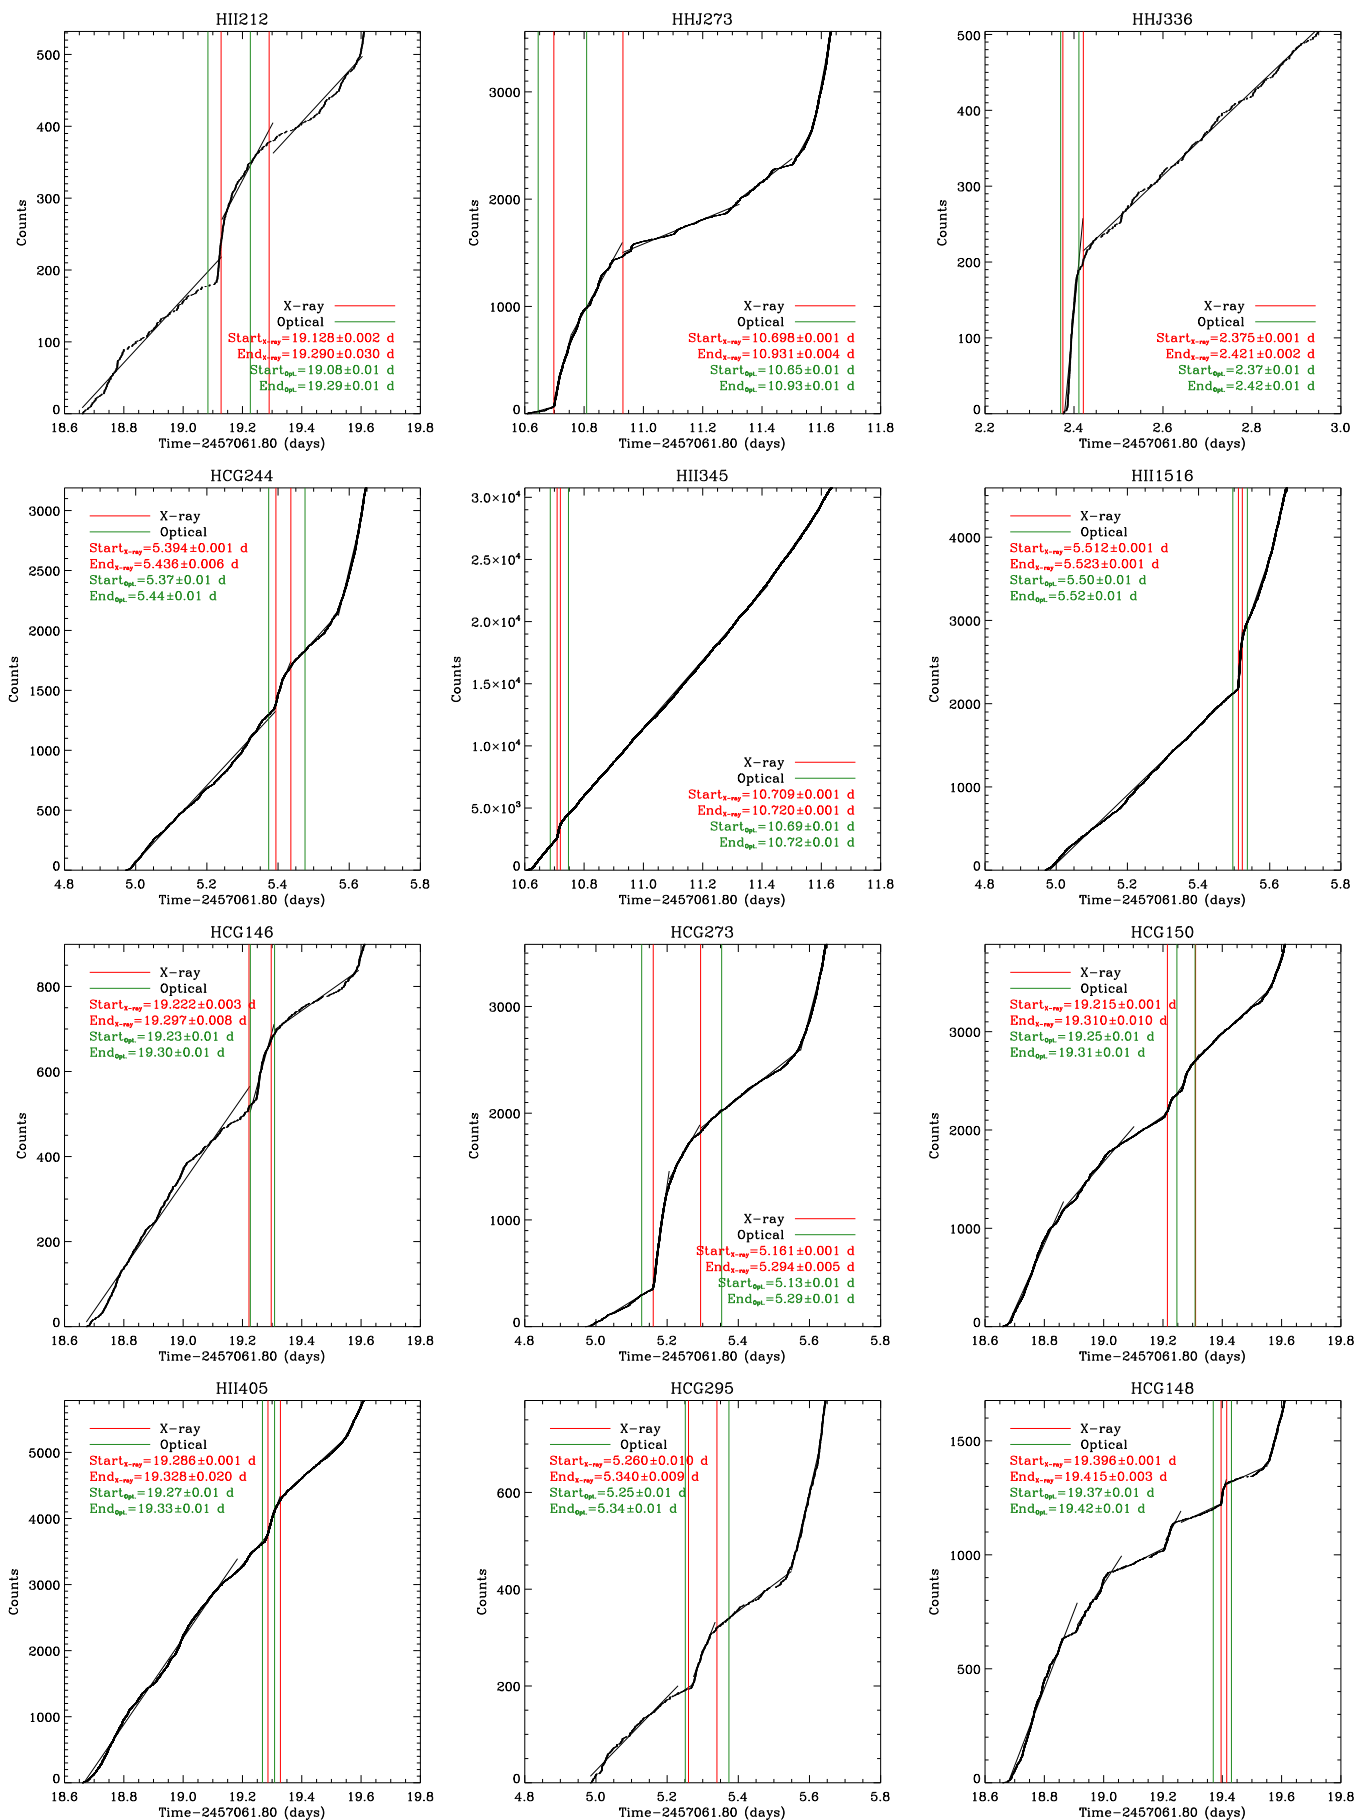 HII212
500
400
300
200
100
0
Counts
X-ray
Optical
StartX-ray=19.128±0.002 d
EndX-ray=19.290±0.030 d
StartOpt.=19.08±0.01 d
EndOpt.=19.29±0.01 d
18.6 18.8 19.0 19.2 19.4 19.6 19.8
Time-2457061.80 (days)
HHJ273
3000
2000
1000
0
Counts
X-ray
Optical
StartX-ray=10.698±0.001 d
EndX-ray=10.931±0.004 d
StartOpt.=10.65±0.01 d
EndOpt.=10.93±0.01 d
10.6 10.8 11.0 11.2 11.4 11.6 11.8
Time-2457061.80 (days)
HHJ336
500
400
300
200
100
0
Counts
X-ray
Optical
StartX-ray=2.375±0.001 d
EndX-ray=2.421±0.002 d
StartOpt.=2.37±0.01 d
EndOpt.=2.42±0.01 d
2.2 2.4 2.6 2.8 3.0
Time-2457061.80 (days)
HCG244
3000
2500
2000
1500
1000
500
0
Counts
X-ray
Optical
StartX-ray=5.394±0.001 d
EndX-ray=5.436±0.006 d
StartOpt.=5.37±0.01 d
EndOpt.=5.44±0.01 d
4.8 5.0 5.2 5.4 5.6 5.8
Time-2457061.80 (days)
HII345
3.0×10⁴
2.5×10⁴
2.0×10⁴
1.5×10⁴
1.0×10⁴
5.0×10³
0
Counts
X-ray
Optical
StartX-ray=10.709±0.001 d
EndX-ray=10.720±0.001 d
StartOpt.=10.69±0.01 d
EndOpt.=10.72±0.01 d
10.6 10.8 11.0 11.2 11.4 11.6 11.8
Time-2457061.80 (days)
HII1516
4000
3000
2000
1000
0
Counts
X-ray
Optical
StartX-ray=5.512±0.001 d
EndX-ray=5.523±0.001 d
StartOpt.=5.50±0.01 d
EndOpt.=5.52±0.01 d
4.8 5.0 5.2 5.4 5.6 5.8
Time-2457061.80 (days)
HCG146
800
600
400
200
0
Counts
X-ray
Optical
StartX-ray=19.222±0.003 d
EndX-ray=19.297±0.008 d
StartOpt.=19.23±0.01 d
EndOpt.=19.30±0.01 d
18.6 18.8 19.0 19.2 19.4 19.6 19.8
Time-2457061.80 (days)
HCG273
3000
2000
1000
0
Counts
X-ray
Optical
StartX-ray=5.161±0.001 d
EndX-ray=5.294±0.005 d
StartOpt.=5.13±0.01 d
EndOpt.=5.29±0.01 d
4.8 5.0 5.2 5.4 5.6 5.8
Time-2457061.80 (days)
HCG150
3000
2000
1000
0
Counts
X-ray
Optical
StartX-ray=19.215±0.001 d
EndX-ray=19.310±0.010 d
StartOpt.=19.25±0.01 d
EndOpt.=19.31±0.01 d
18.6 18.8 19.0 19.2 19.4 19.6 19.8
Time-2457061.80 (days)
HII405
5000
4000
3000
2000
1000
0
Counts
X-ray
Optical
StartX-ray=19.286±0.001 d
EndX-ray=19.328±0.020 d
StartOpt.=19.27±0.01 d
EndOpt.=19.33±0.01 d
18.6 18.8 19.0 19.2 19.4 19.6 19.8
Time-2457061.80 (days)
HCG295
600
400
200
0
Counts
X-ray
Optical
StartX-ray=5.260±0.010 d
EndX-ray=5.340±0.009 d
StartOpt.=5.25±0.01 d
EndOpt.=5.34±0.01 d
4.8 5.0 5.2 5.4 5.6 5.8
Time-2457061.80 (days)
HCG148
1500
1000
500
0
Counts
X-ray
Optical
StartX-ray=19.396±0.001 d
EndX-ray=19.415±0.003 d
StartOpt.=19.37±0.01 d
EndOpt.=19.42±0.01 d
18.6 18.8 19.0 19.2 19.4 19.6 19.8
Time-2457061.80 (days)